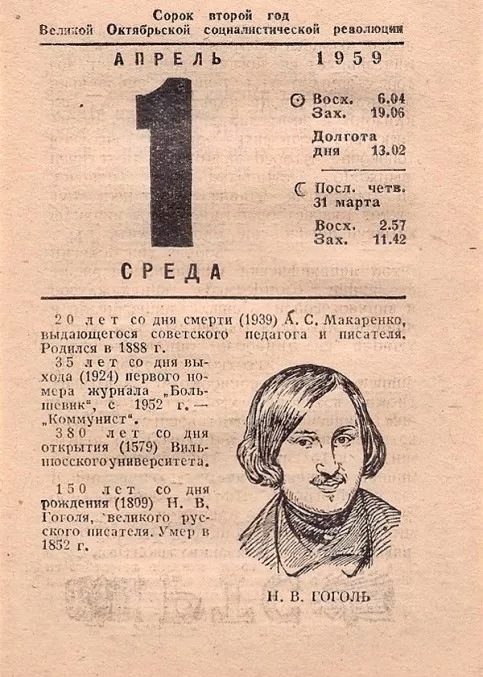 Сорок второй год
Великой Октябрьской социалистической революции
АПРЕЛЬ 1959
1
Восх. 6.04
Зах. 19.06
Долгота
дня 13.02
Посл. четв.
31 марта
Восх. 2.57
Зах. 11.42
СРЕДА
20 лет со дня смерти (1939) А. С. Макаренко,
выдающегося советского педагога и писателя.
Родился в 1888 г.
35 лет со дня вы-
хода (1924) первого но-
мера журнала „Боль-
шевик“, с 1952 г. —
„Коммунист“.
380 лет со дня
открытия (1579) Виль-
нюсского университета.
150 лет со дня
рождения (1809) Н. В.
Гоголя, великого рус-
ского писателя. Умер в
1852 г.
Н. В. ГОГОЛЬ